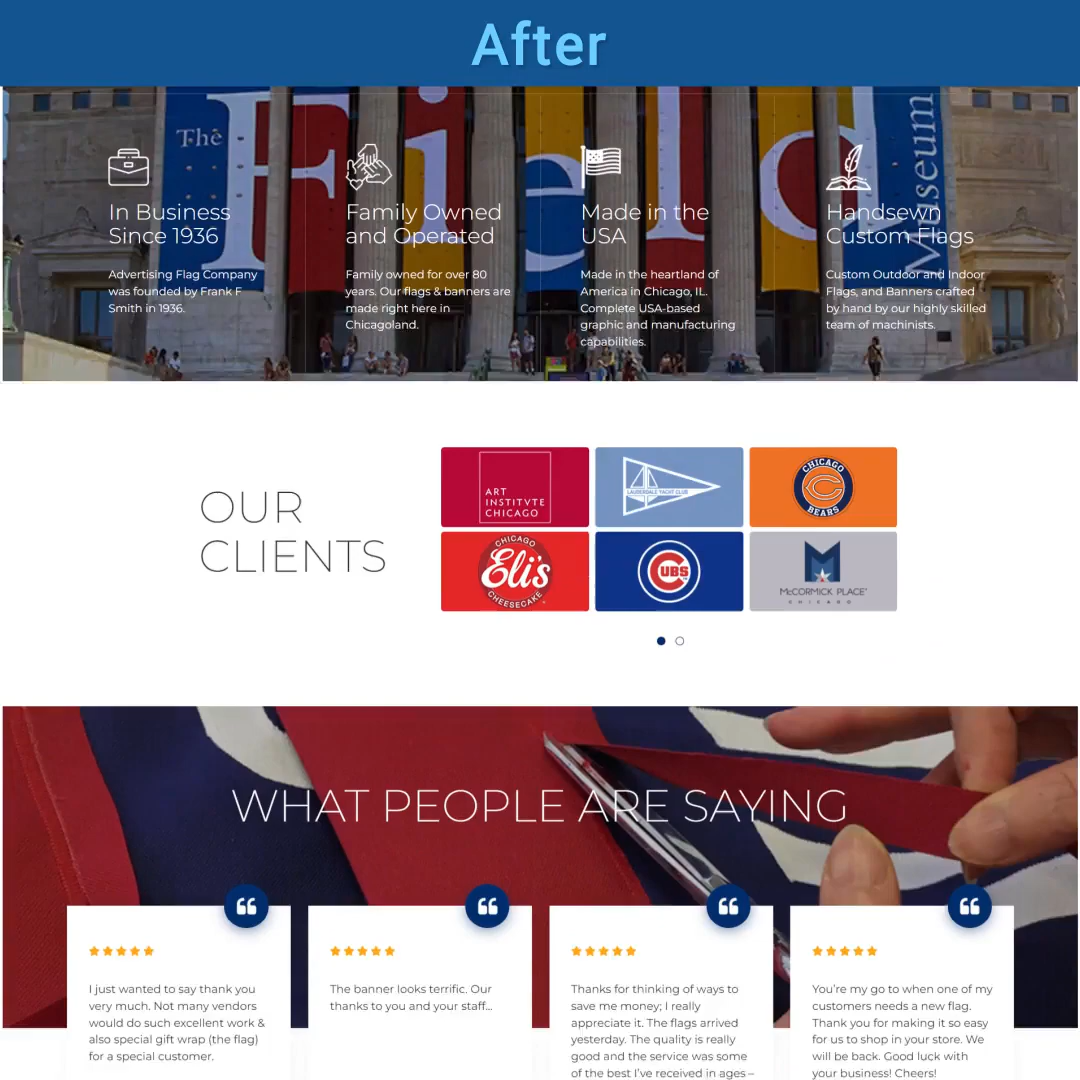 After
The Field Museum
In Business
Since 1936
Advertising Flag Company
was founded by Frank F
Smith in 1936.
Family Owned
and Operated
Family owned for over 80
years. Our flags & banners are
made right here in
Chicagoland.
Made in the
USA
Made in the heartland of
America in Chicago, IL.
Complete USA-based
graphic and manufacturing
capabilities.
Handsewn
Custom Flags
Custom Outdoor and Indoor
Flags, and Banners crafted
by hand by our highly skilled
team of machinists.
OUR
CLIENTS
ART
INSTITVTE
CHICAGO
LAUDERDALE YACHT CLUB
CHICAGO
BEARS
CHICAGO
Eli's
CHEESECAKE
CUBS
McCORMICK PLACE
CHICAGO
WHAT PEOPLE ARE SAYING
I just wanted to say thank you
very much. Not many vendors
would do such excellent work &
also special gift wrap (the flag)
for a special customer.
The banner looks terrific. Our
thanks to you and your staff...
Thanks for thinking of ways to
save me money; I really
appreciate it. The flags arrived
yesterday. The quality is really
good and the service was some
of the best I've received in ages –
You're my go to when one of my
customers needs a new flag.
Thank you for making it so easy
for us to shop in your store. We
will be back. Good luck with
your business! Cheers!